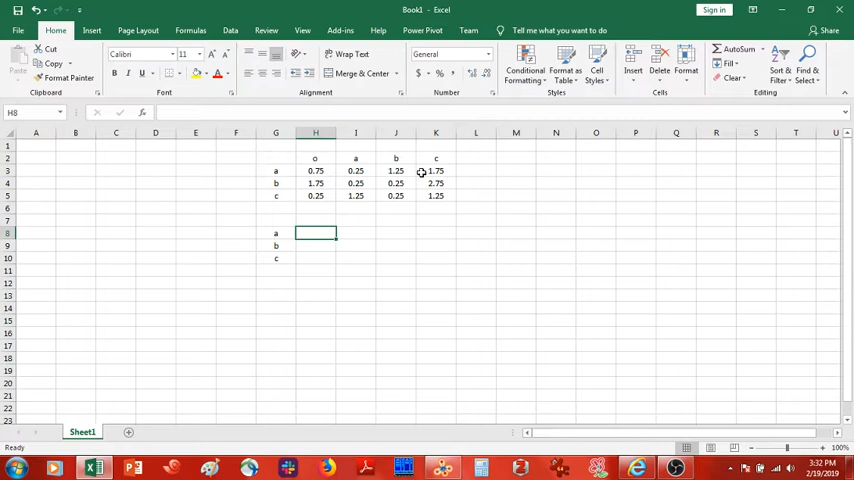 Book1 - Excel
Sign in
File Home Insert Page Layout Formulas Data Review View Add-ins Help Power Pivot Team Tell me what you want to do Share
Paste
Cut
Copy
Format Painter
Clipboard
Calibri 11
B I U
A
Font
Wrap Text
Merge & Center
Alignment
General
$ % ,
Number
Conditional Formatting
Format as Table
Cell Styles
Styles
Insert
Delete
Format
Cells
AutoSum
Fill
Clear
Sort & Filter
Find & Select
Editing
H8 fx
A B C D E F G H I J K L M N O P Q R S T U
1
2 o a b c
3 a 0.75 0.25 1.25 1.75
4 b 1.75 0.25 0.25 2.75
5 c 0.25 1.25 0.25 1.25
6
7
8 a
9 b
10 c
11
12
13
14
15
16
17
18
19
20
21
22
23
Sheet1
Ready
100%
3:32 PM
2/19/2019